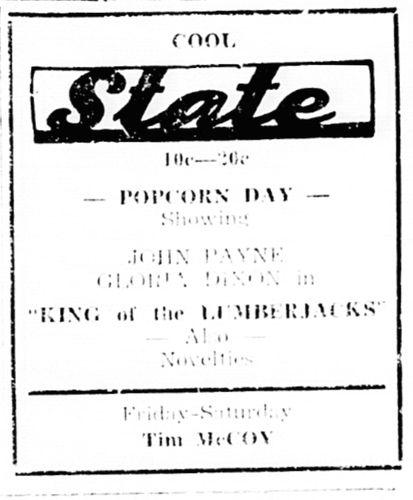 COOL
State
10c—20c
— POPCORN DAY —
Showing
JOHN PAYNE
GLORIA DIXON in
"KING of the LUMBERJACKS"
— Also —
Novelties
Friday-Saturday
Tim McCOY